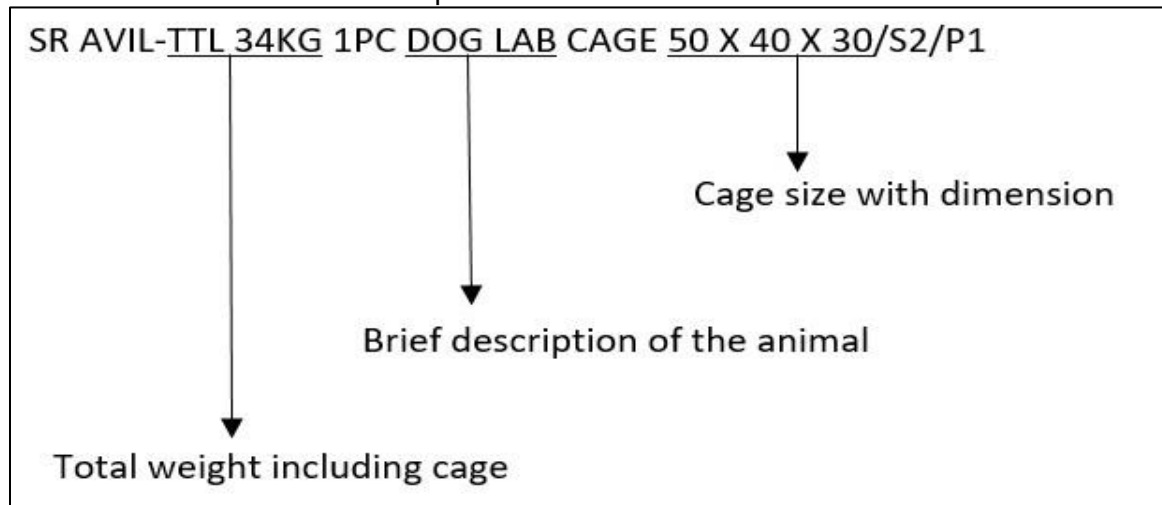 SR AVIL-TTL 34KG 1PC DOG LAB CAGE 50 X 40 X 30/S2/P1
Cage size with dimension
Brief description of the animal
Total weight including cage